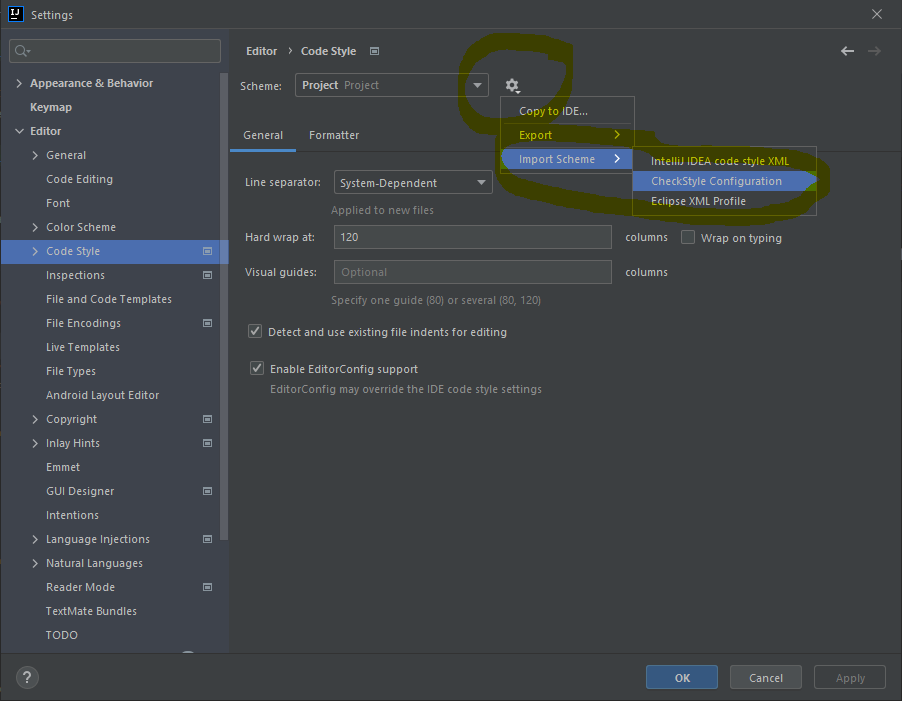 IJ Settings
Editor › Code Style
Scheme: Project Project
Appearance & Behavior
Keymap
Editor
General
Code Editing
Font
Color Scheme
Code Style
Inspections
File and Code Templates
File Encodings
Live Templates
File Types
Android Layout Editor
Copyright
Inlay Hints
Emmet
GUI Designer
Intentions
Language Injections
Natural Languages
Reader Mode
TextMate Bundles
TODO
Copy to IDE...
Export
Import Scheme
IntelliJ IDEA code style XML
CheckStyle Configuration
Eclipse XML Profile
General Formatter
Line separator: System-Dependent
Applied to new files
Hard wrap at: 120 columns Wrap on typing
Visual guides: Optional columns
Specify one guide (80) or several (80, 120)
Detect and use existing file indents for editing
Enable EditorConfig support
EditorConfig may override the IDE code style settings
? OK Cancel Apply